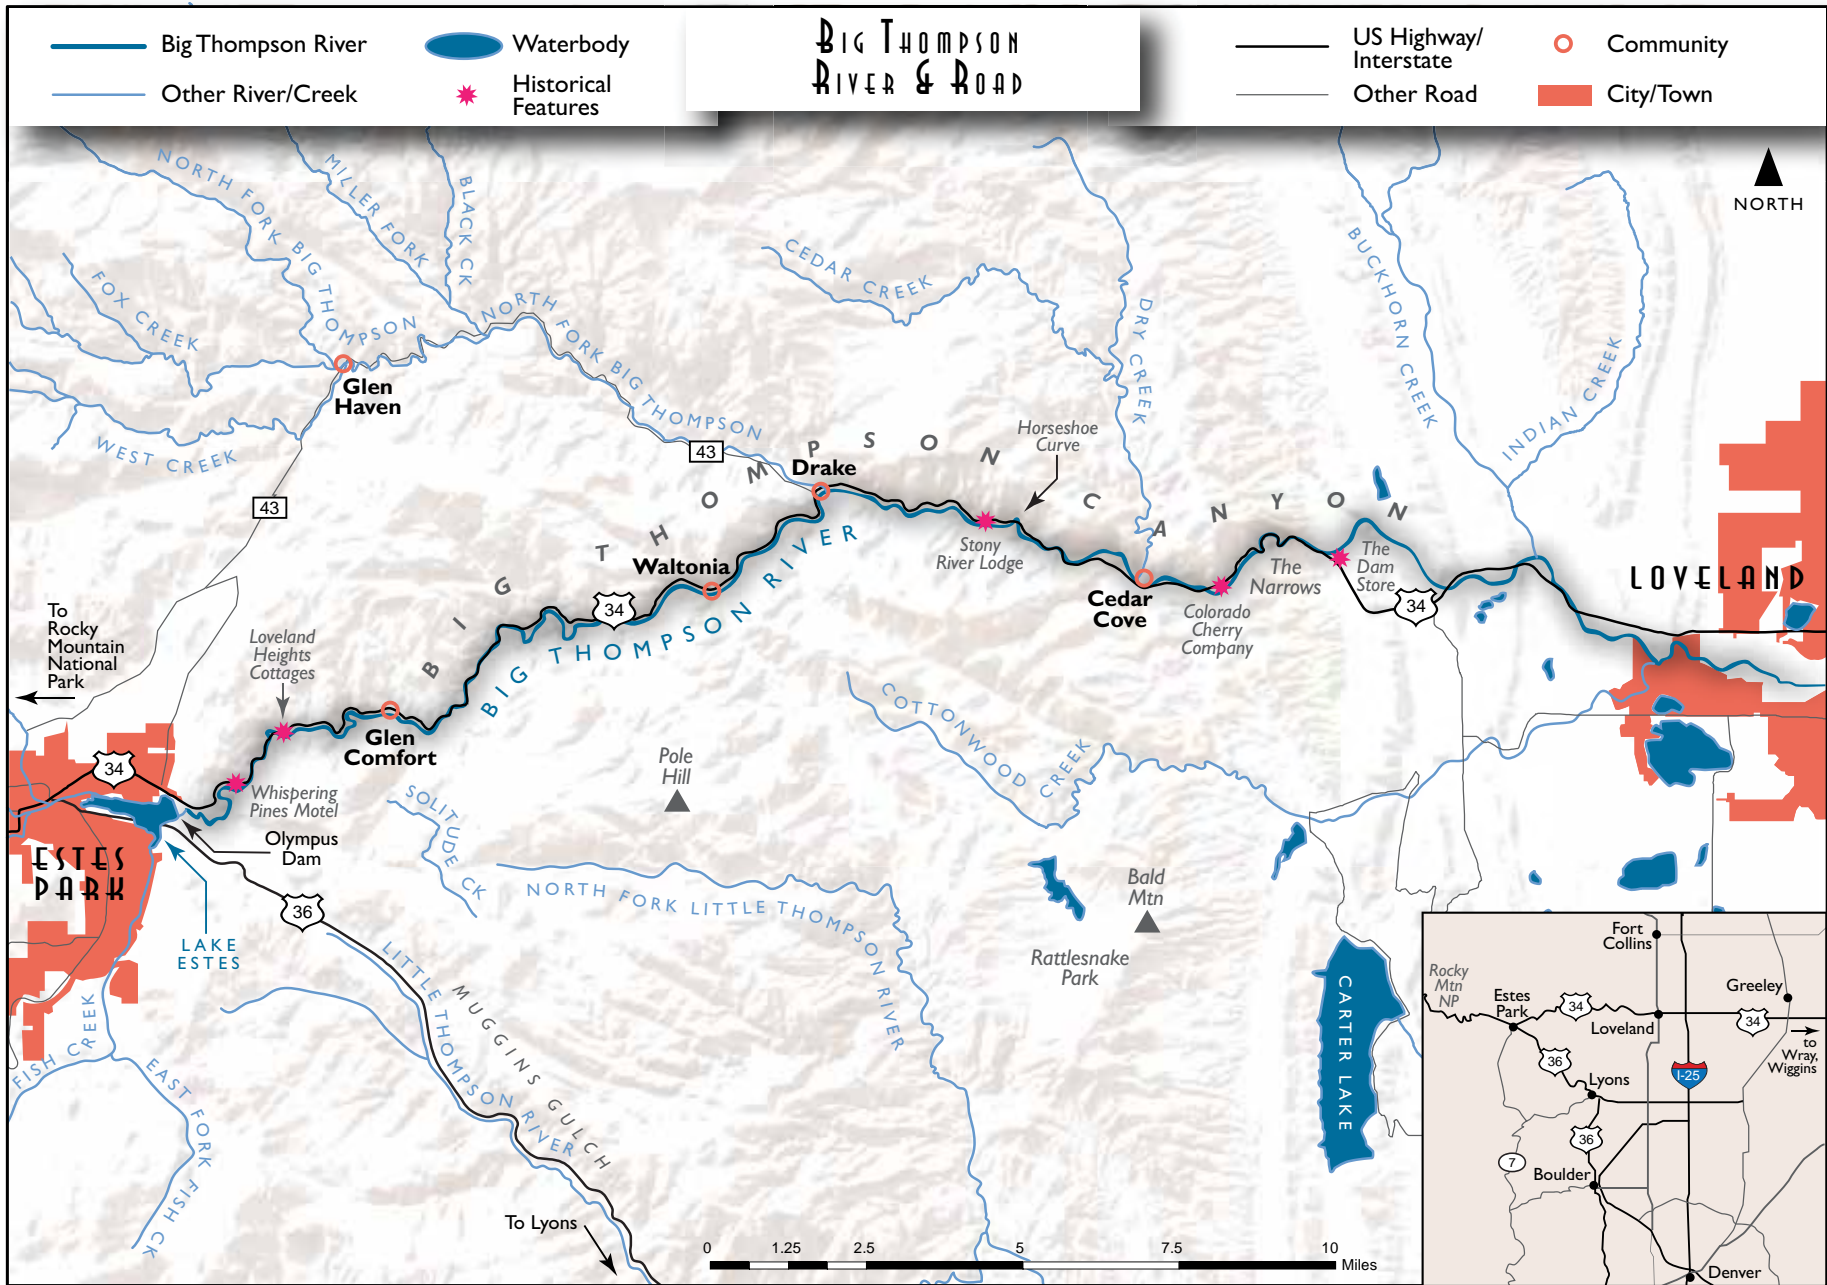 Big Thompson River
Other River/Creek
Waterbody
Historical
Features
BIG THOMPSON
RIVER & ROAD
US Highway/
Interstate
Other Road
Community
City/Town
NORTH
NORTH FORK BIG THOMPSON
MILLER FORK
BLACK CK
FOX CREEK
WEST CREEK
NORTH FORK BIG THOMPSON
CEDAR CREEK
DRY CREEK
BUCKHORN CREEK
INDIAN CREEK
Glen
Haven
43
43
Drake
Horseshoe
Curve
BIG THOMPSON CANYON
Stony
River Lodge
Waltonia
34
BIG THOMPSON RIVER
Cedar
Cove
Colorado
Cherry
Company
The
Narrows
The
Dam
Store
34
LOVELAND
To
Rocky
Mountain
National
Park
Loveland
Heights
Cottages
Glen
Comfort
34
Whispering
Pines Motel
Olympus
Dam
ESTES
PARK
LAKE
ESTES
36
SOLITUDE CK
Pole
Hill
COTTONWOOD CREEK
NORTH FORK LITTLE THOMPSON RIVER
Bald
Mtn
Rattlesnake
Park
CARTER LAKE
LITTLE THOMPSON RIVER
MUGGINS GULCH
FISH CREEK
EAST FORK FISH CK
To Lyons
0 1.25 2.5 5 7.5 10
Miles
Fort
Collins
Rocky
Mtn
NP
Estes
Park
34
Greeley
Loveland
34
to
Wray,
Wiggins
36
Lyons
I-25
36
7
Boulder
Denver